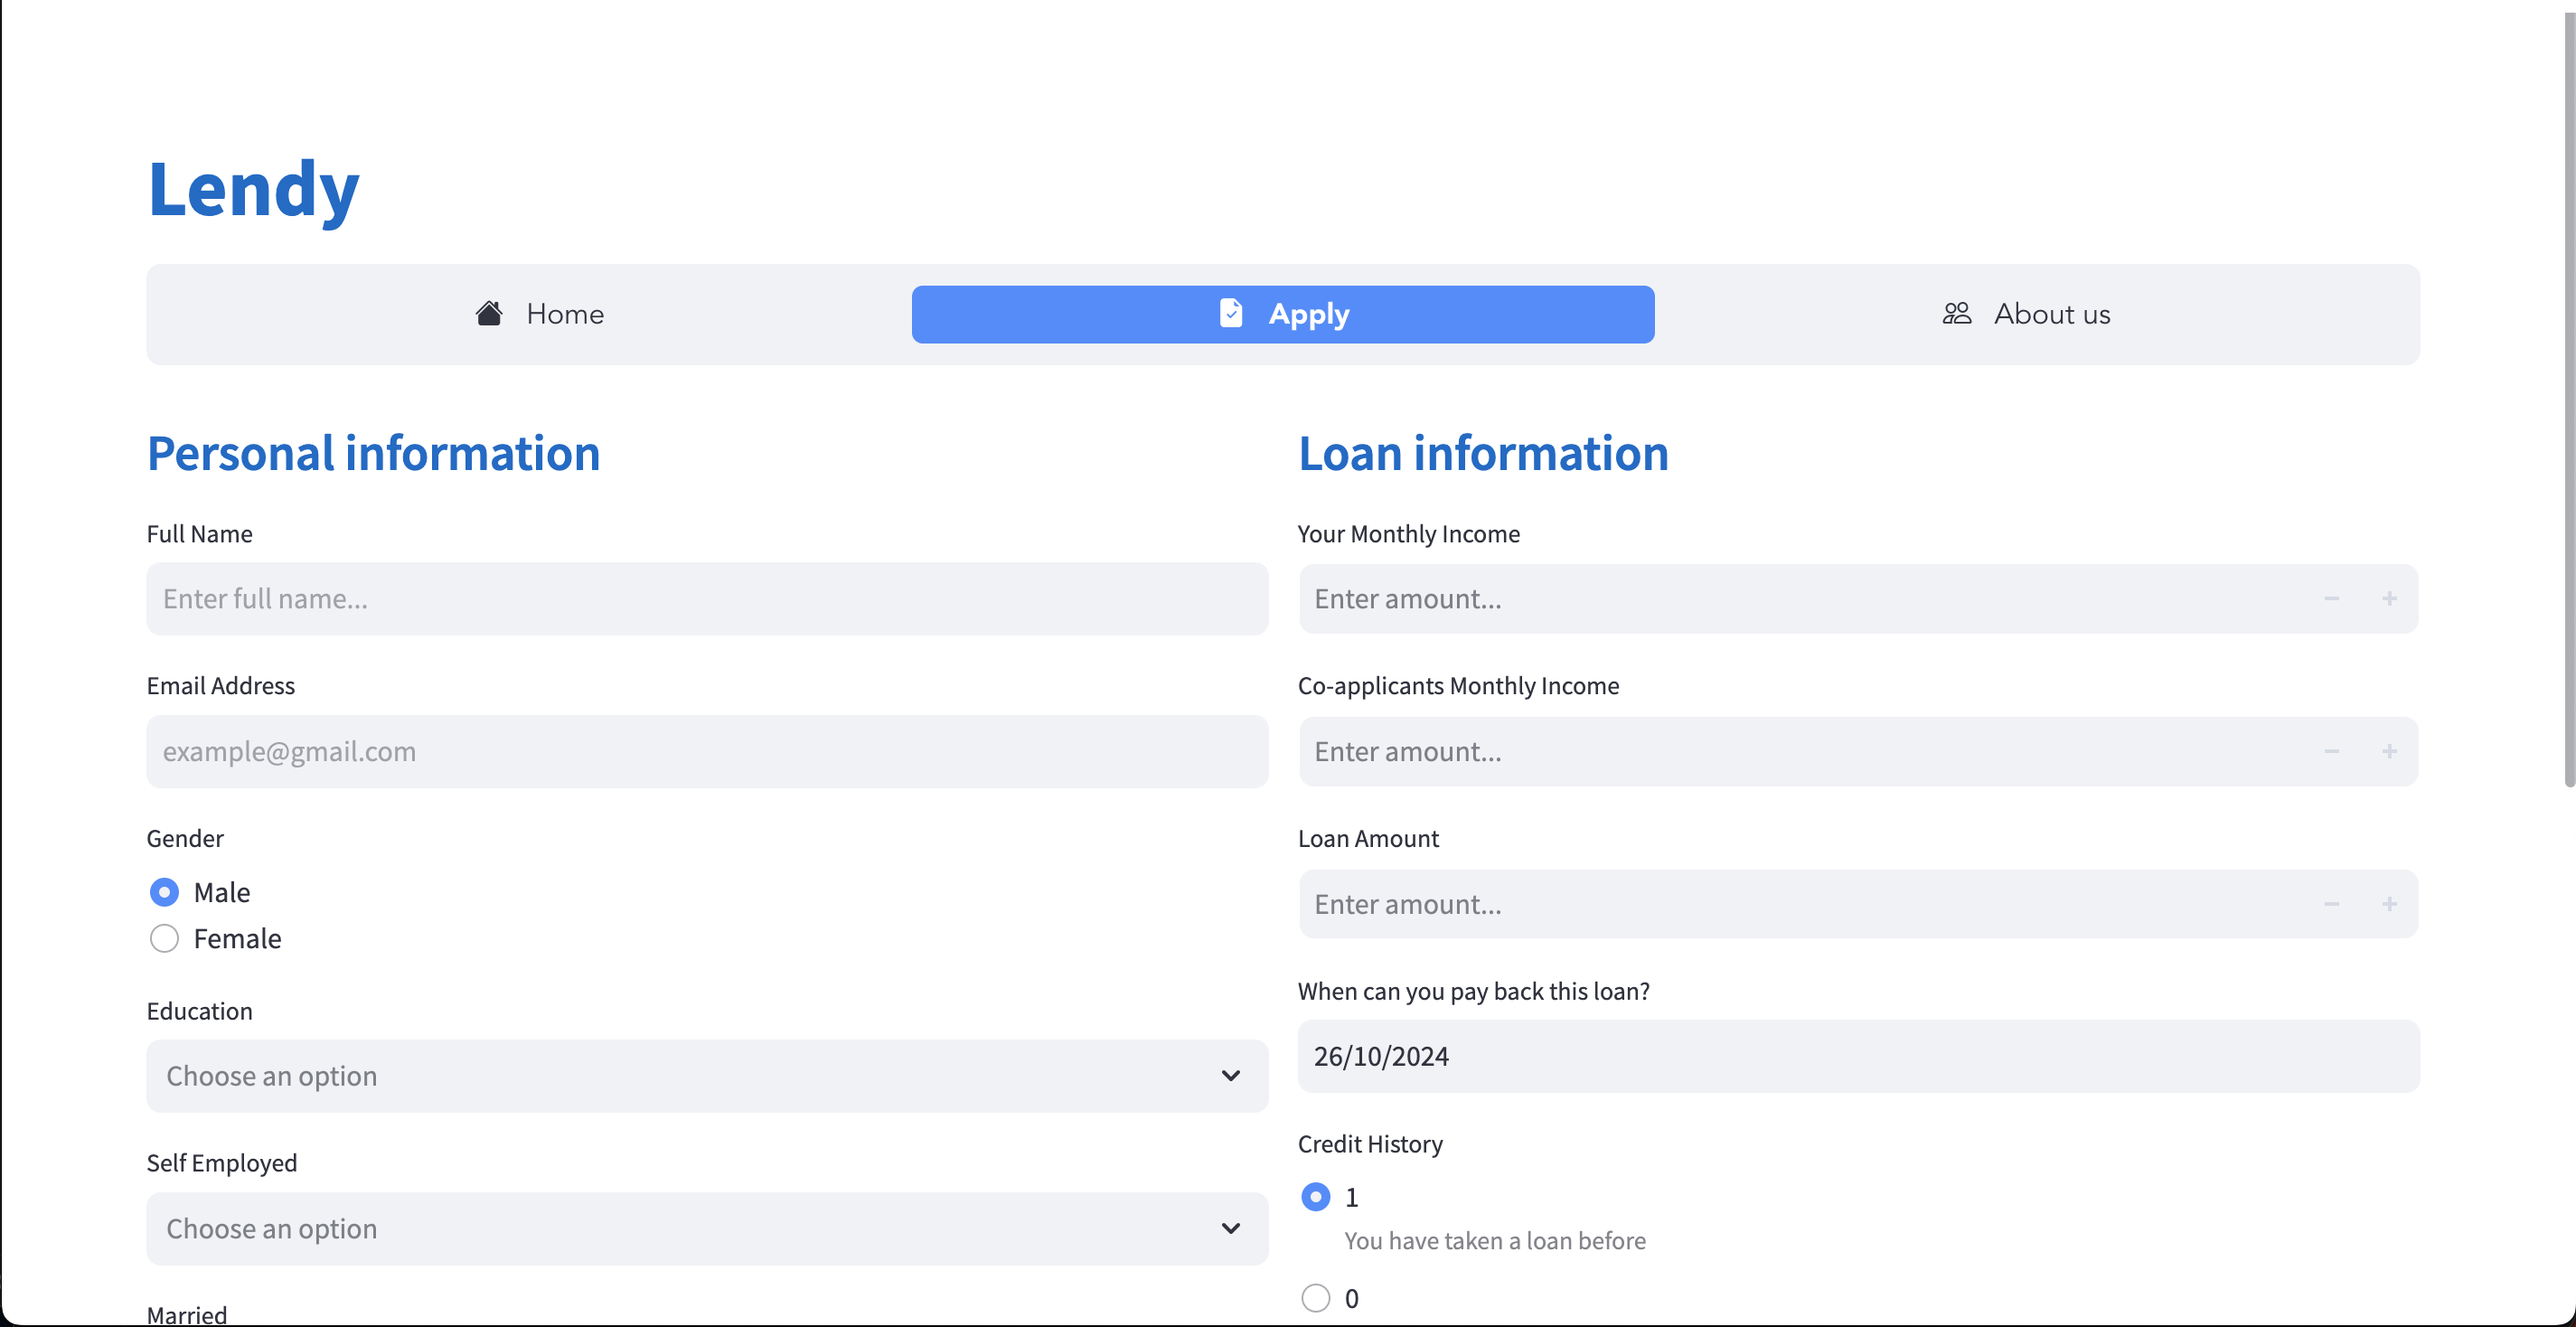 Lendy
Home
Apply
About us
Personal information
Full Name
Enter full name...
Email Address
example@gmail.com
Gender
Male
Female
Education
Choose an option
Self Employed
Choose an option
Married
Loan information
Your Monthly Income
Enter amount...
Co-applicants Monthly Income
Enter amount...
Loan Amount
Enter amount...
When can you pay back this loan?
26/10/2024
Credit History
1
You have taken a loan before
0